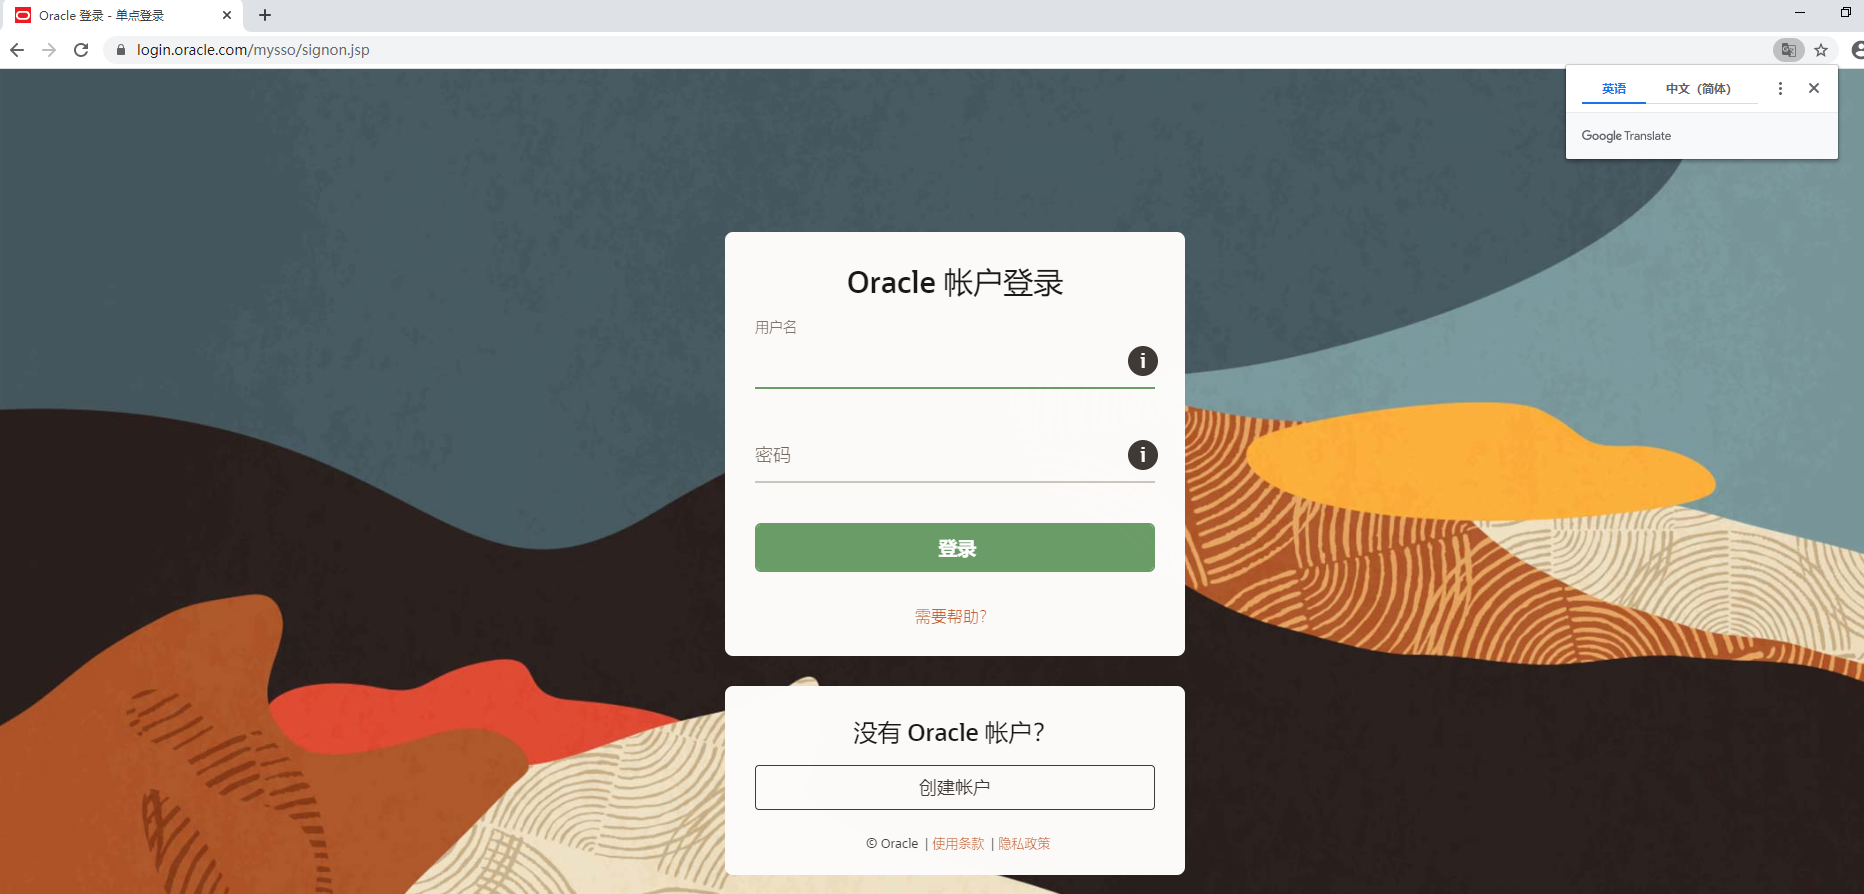 Oracle 登录 - 单点登录
login.oracle.com/mysso/signon.jsp
英语
中文（简体）
Google Translate
Oracle 帐户登录
用户名
密码
登录
需要帮助?
没有 Oracle 帐户?
创建帐户
© Oracle | 使用条款 | 隐私政策